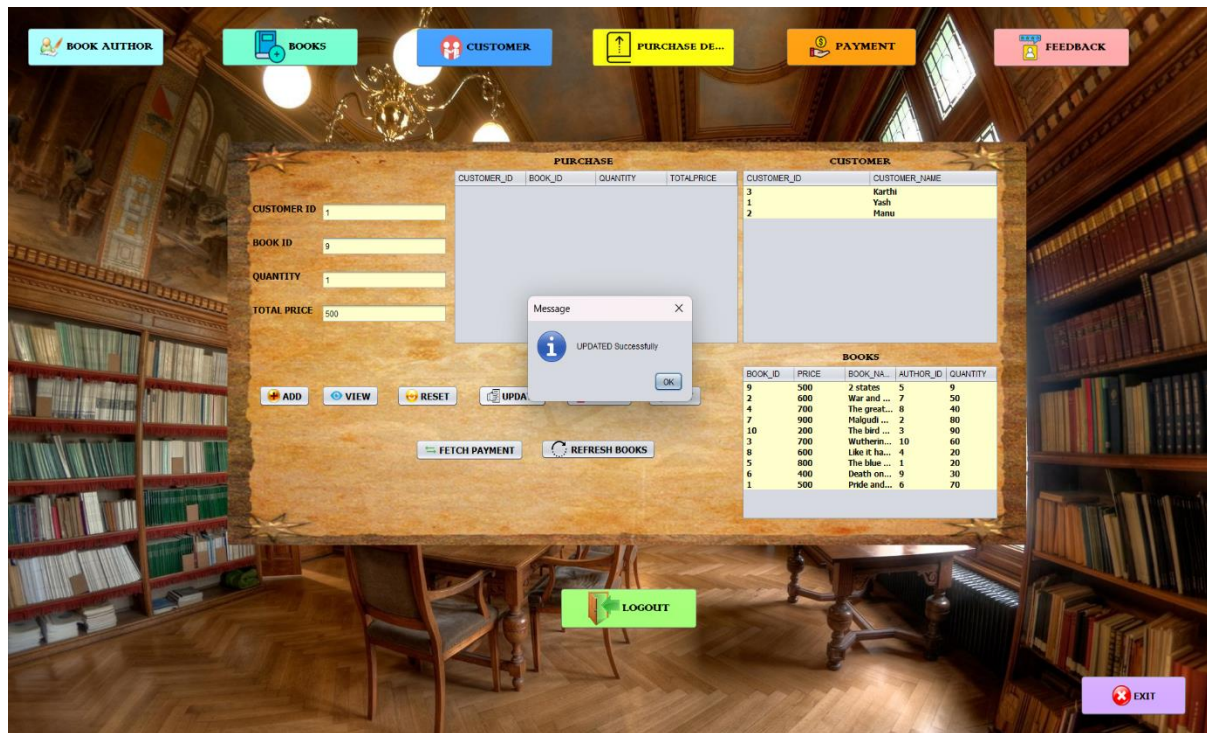 BOOK AUTHOR
BOOKS
CUSTOMER
PURCHASE DE...
PAYMENT
FEEDBACK
PURCHASE
CUSTOMER_ID BOOK_ID QUANTITY TOTALPRICE
CUSTOMER
CUSTOMER_ID CUSTOMER_NAME
3 Karthi
1 Yash
2 Manu
CUSTOMER ID 1
BOOK ID 9
QUANTITY 1
TOTAL PRICE 500
Message
UPDATED Successfully
OK
BOOKS
BOOK_ID PRICE BOOK_NA... AUTHOR_ID QUANTITY
9 500 2 states 5 9
2 600 War and ... 7 50
4 700 The great... 8 40
7 900 Malgudi ... 2 80
10 200 The bird ... 3 90
3 700 Wutherin... 10 60
8 600 Like it ha... 4 20
5 800 The blue ... 1 20
6 400 Death on... 9 30
1 500 Pride and... 6 70
ADD
VIEW
RESET
UPDA
FETCH PAYMENT
REFRESH BOOKS
LOGOUT
EXIT